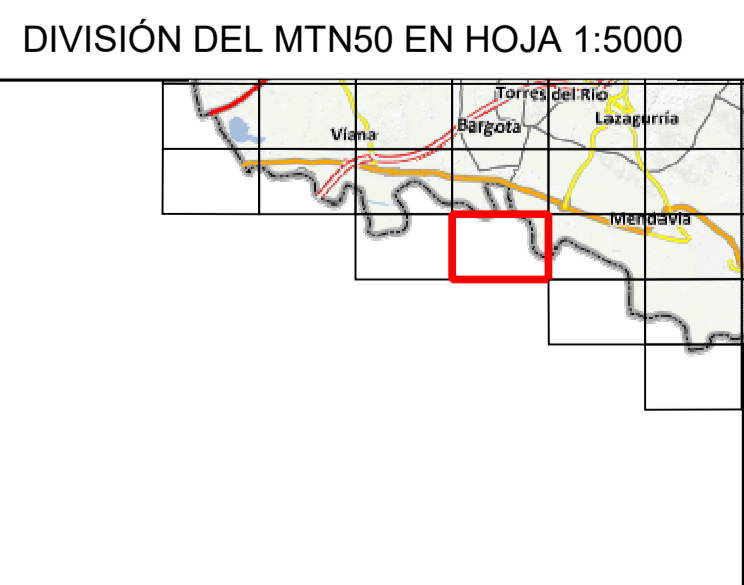 DIVISIÓN DEL MTN50 EN HOJA 1:5000
Torres del Río
Lazagurría
Bargota
Viana
Mendavia